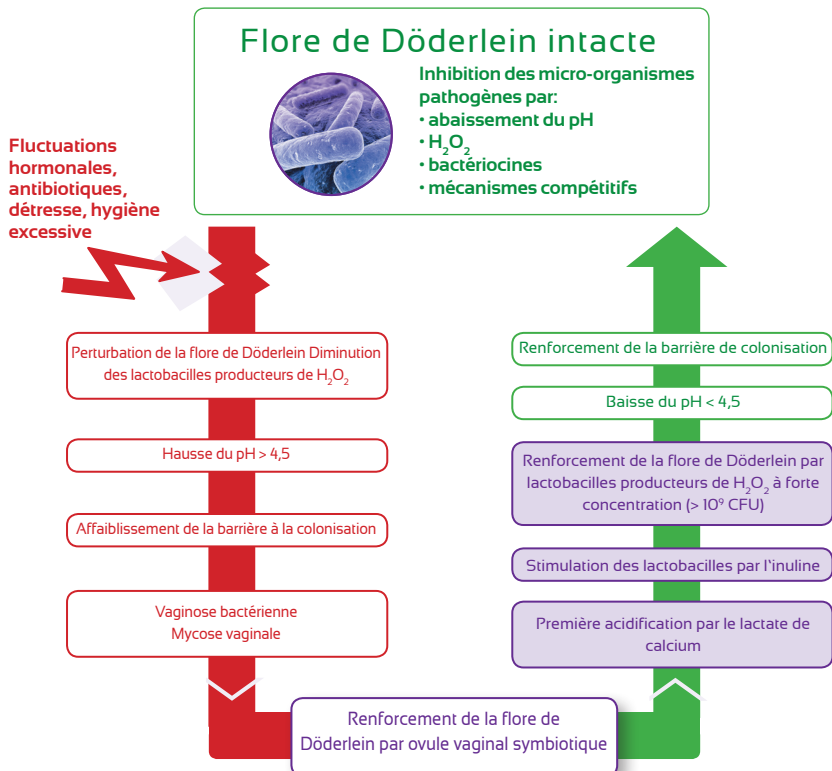 Flore de Döderlein intacte
Inhibition des micro-organismes
pathogènes par:
• abaissement du pH
• H₂O₂
• bactériocines
• mécanismes compétitifs
Fluctuations
hormonales,
antibiotiques,
détresse, hygiène
excessive
Perturbation de la flore de Döderlein Diminution
des lactobacilles producteurs de H₂O₂
Hausse du pH > 4,5
Affaiblissement de la barrière à la colonisation
Vaginose bactérienne
Mycose vaginale
Renforcement de la barrière de colonisation
Baisse du pH < 4,5
Renforcement de la flore de Döderlein par
lactobacilles producteurs de H₂O₂ à forte
concentration (> 10⁹ CFU)
Stimulation des lactobacilles par l'inuline
Première acidification par le lactate de
calcium
Renforcement de la flore de
Döderlein par ovule vaginal symbiotique